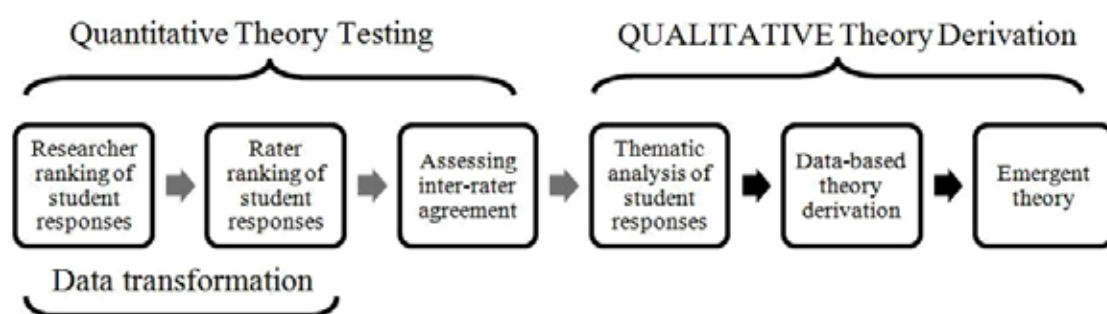 Quantitative Theory Testing
QUALITATIVE Theory Derivation
Researcher
ranking of
student
responses
Rater
ranking of
student
responses
Assessing
inter-rater
agreement
Thematic
analysis of
student
responses
Data-based
theory
derivation
Emergent
theory
Data transformation